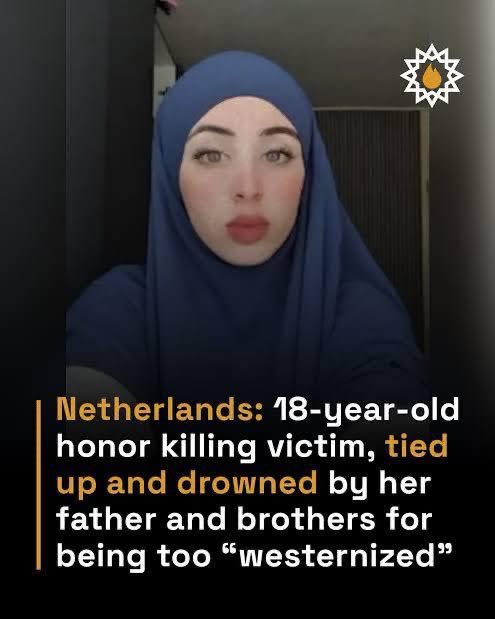 Netherlands: 18-year-old
honor killing victim, tied
up and drowned by her
father and brothers for
being too “westernized”